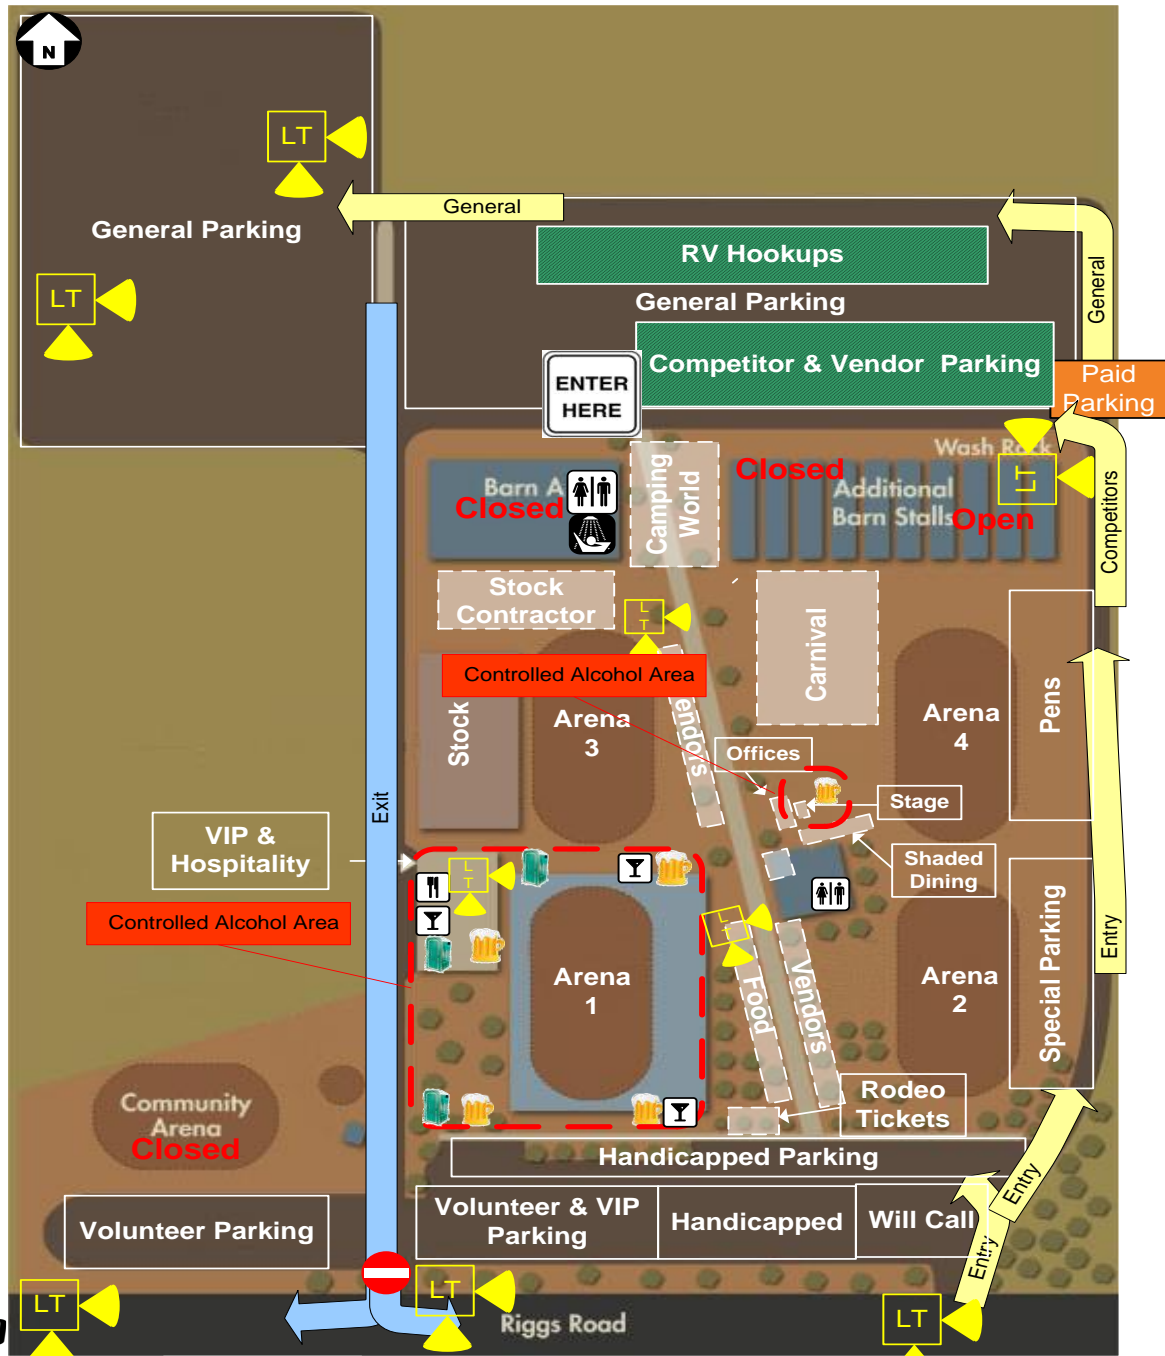 N
LT
General Parking
General
LT
RV Hookups
General Parking
General
Competitor & Vendor Parking
ENTER
HERE
Paid
Parking
Wash Rack
Barn A
Closed
Camping
World
Closed
Additional
Barn Stalls
Open
LT
Competitors
Stock
Contractor
LT
Carnival
Controlled Alcohol Area
Stock
Arena
3
Arena
4
Pens
Offices
Stage
Exit
VIP &
Hospitality
LT
Shaded
Dining
Controlled Alcohol Area
LT
Arena
1
Food
Vendors
Arena
2
Special Parking
Entry
Community
Arena
Closed
Rodeo
Tickets
Handicapped Parking
Entry
Volunteer Parking
Volunteer & VIP
Parking
Handicapped
Will Call
Entry
LT
LT
LT
Riggs Road